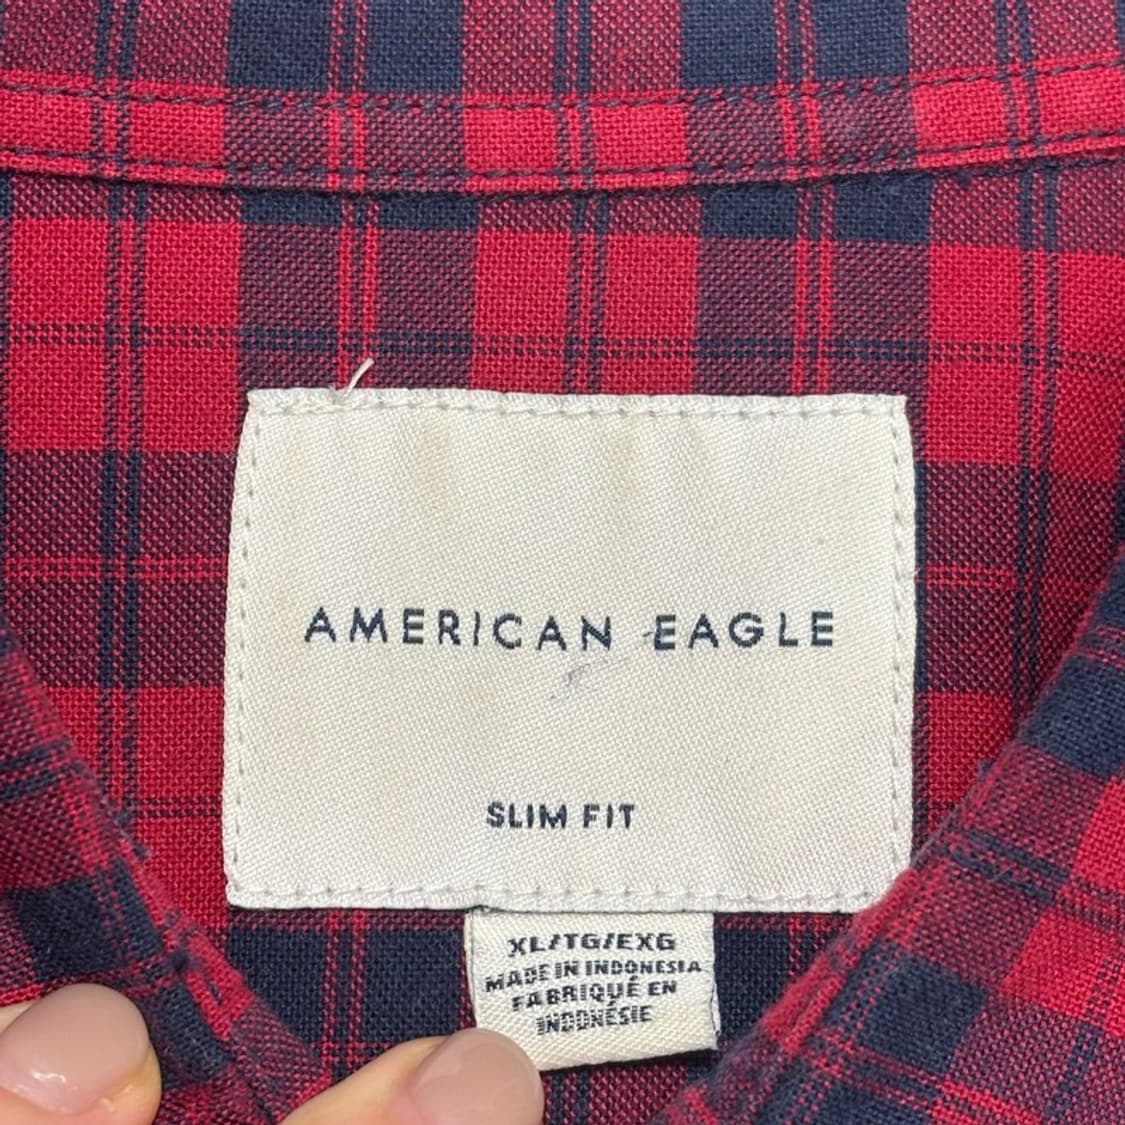 AMERICAN EAGLE
SLIM FIT
XL/TG/EXG
MADE IN INDONESIA
FABRIQUÉ EN
INDONÉSIE